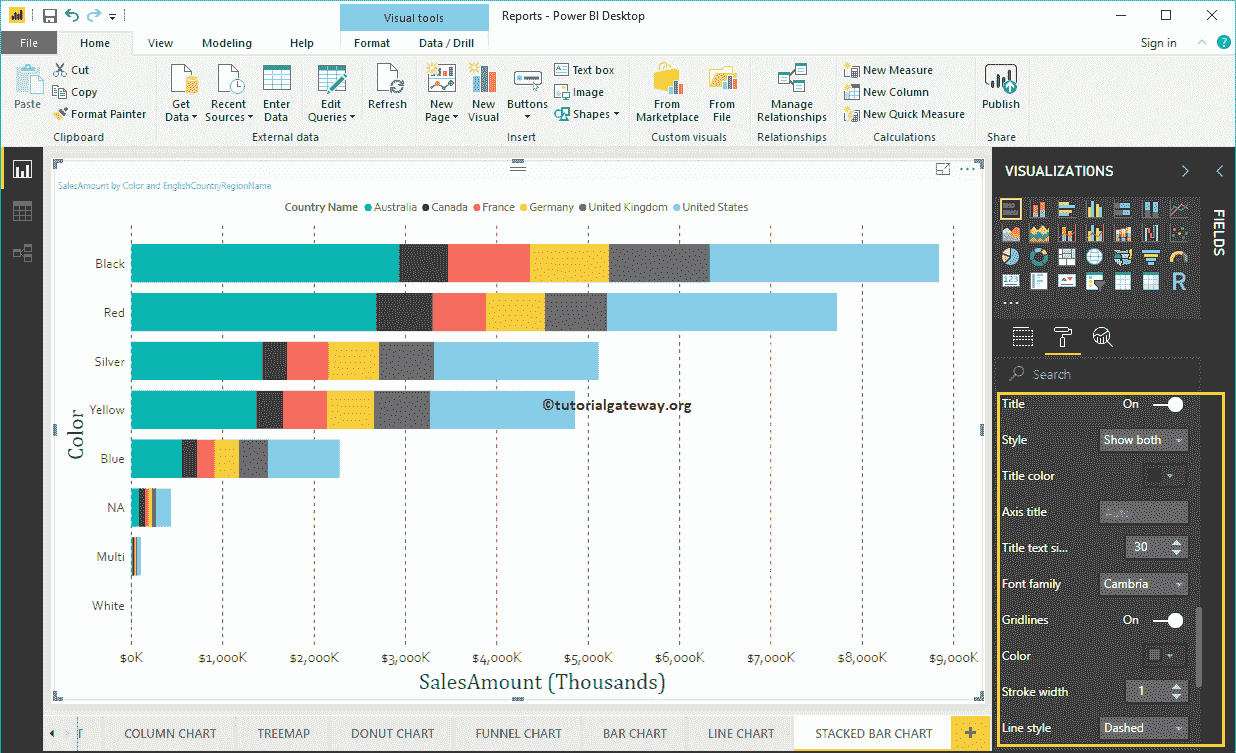 Visual tools
Reports - Power BI Desktop
File Home View Modeling Help Format Data / Drill Sign in ?
Paste
Cut
Copy
Format Painter
Clipboard
Get Data
Recent Sources
Enter Data
Edit Queries
External data
Refresh
New Page
New Visual
Buttons
Text box
Image
Shapes
Insert
From Marketplace
From File
Custom visuals
Manage Relationships
Relationships
New Measure
New Column
New Quick Measure
Calculations
Publish
Share
SalesAmount by Color and EnglishCountryRegionName
Country Name Australia Canada France Germany United Kingdom United States
Black
Red
Silver
Yellow
Blue
NA
Multi
White
Color
©tutorialgateway.org
$0K $1,000K $2,000K $3,000K $4,000K $5,000K $6,000K $7,000K $8,000K $9,000K
SalesAmount (Thousands)
VISUALIZATIONS
FIELDS
123
R
...
Search
Title On
Style Show both
Title color
Axis title
Title text si... 30
Font family Cambria
Gridlines On
Color
Stroke width 1
Line style Dashed
T COLUMN CHART TREEMAP DONUT CHART FUNNEL CHART BAR CHART LINE CHART STACKED BAR CHART +